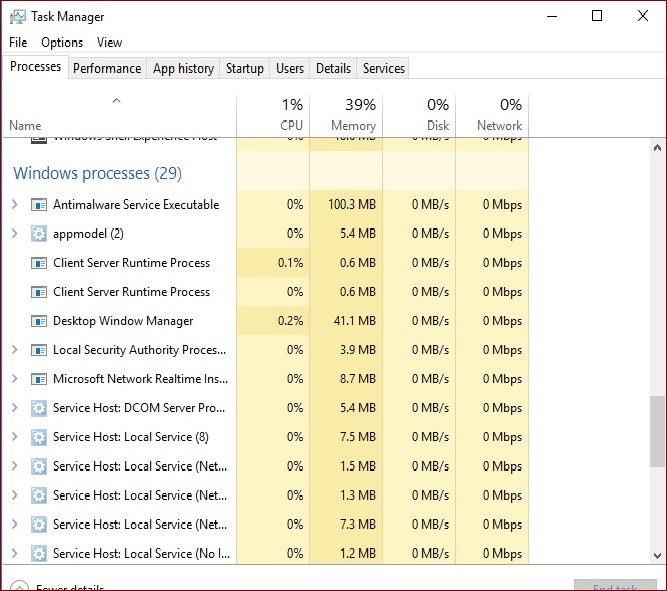 Task Manager
File Options View
Processes Performance App history Startup Users Details Services
1% 39% 0% 0%
Name CPU Memory Disk Network
Windows Shell Experience Host 0% 0 MB/s 0 Mbps
Windows processes (29)
Antimalware Service Executable 0% 100.3 MB 0 MB/s 0 Mbps
appmodel (2) 0% 5.4 MB 0 MB/s 0 Mbps
Client Server Runtime Process 0.1% 0.6 MB 0 MB/s 0 Mbps
Client Server Runtime Process 0% 0.6 MB 0 MB/s 0 Mbps
Desktop Window Manager 0.2% 41.1 MB 0 MB/s 0 Mbps
Local Security Authority Proces... 0% 3.9 MB 0 MB/s 0 Mbps
Microsoft Network Realtime Ins... 0% 8.7 MB 0 MB/s 0 Mbps
Service Host: DCOM Server Pro... 0% 5.4 MB 0 MB/s 0 Mbps
Service Host: Local Service (8) 0% 7.5 MB 0 MB/s 0 Mbps
Service Host: Local Service (Net... 0% 1.5 MB 0 MB/s 0 Mbps
Service Host: Local Service (Net... 0% 1.3 MB 0 MB/s 0 Mbps
Service Host: Local Service (Net... 0% 7.3 MB 0 MB/s 0 Mbps
Service Host: Local Service (No I... 0% 1.2 MB 0 MB/s 0 Mbps
Fewer details End task